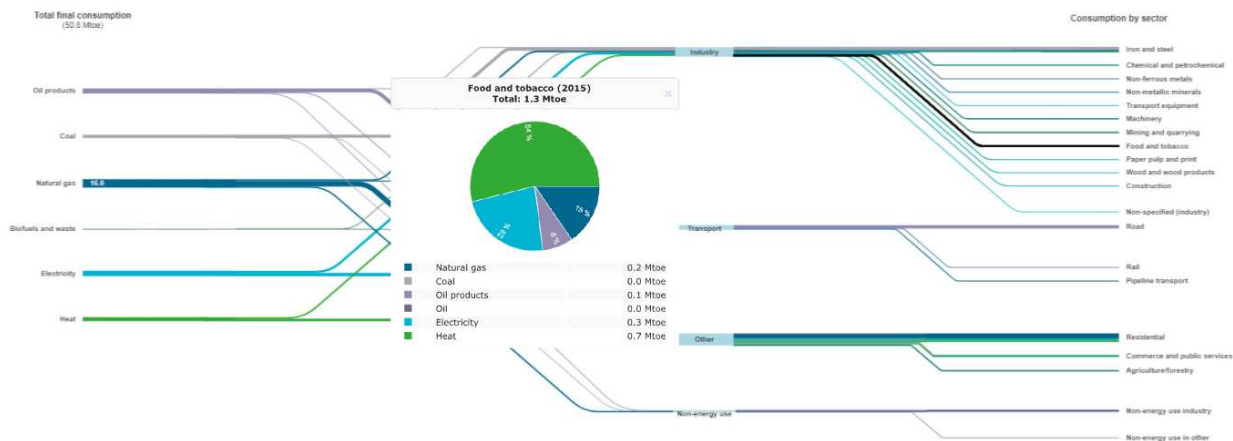 Total final consumption
(50.8 Mtoe)
Consumption by sector
Oil products
Coal
Natural gas
16.0
Biofuels and waste
Electricity
Heat
Food and tobacco (2015)
Total: 1.3 Mtoe
54 %
15 %
8 %
23 %
Natural gas 0.2 Mtoe
Coal 0.0 Mtoe
Oil products 0.1 Mtoe
Oil 0.0 Mtoe
Electricity 0.3 Mtoe
Heat 0.7 Mtoe
Industry
Transport
Other
Non-energy use
Iron and steel
Chemical and petrochemical
Non-ferrous metals
Non-metallic minerals
Transport equipment
Machinery
Mining and quarrying
Food and tobacco
Paper pulp and print
Wood and wood products
Construction
Non-specified (industry)
Road
Rail
Pipeline transport
Residential
Commerce and public services
Agriculture/forestry
Non-energy use industry
Non-energy use in other